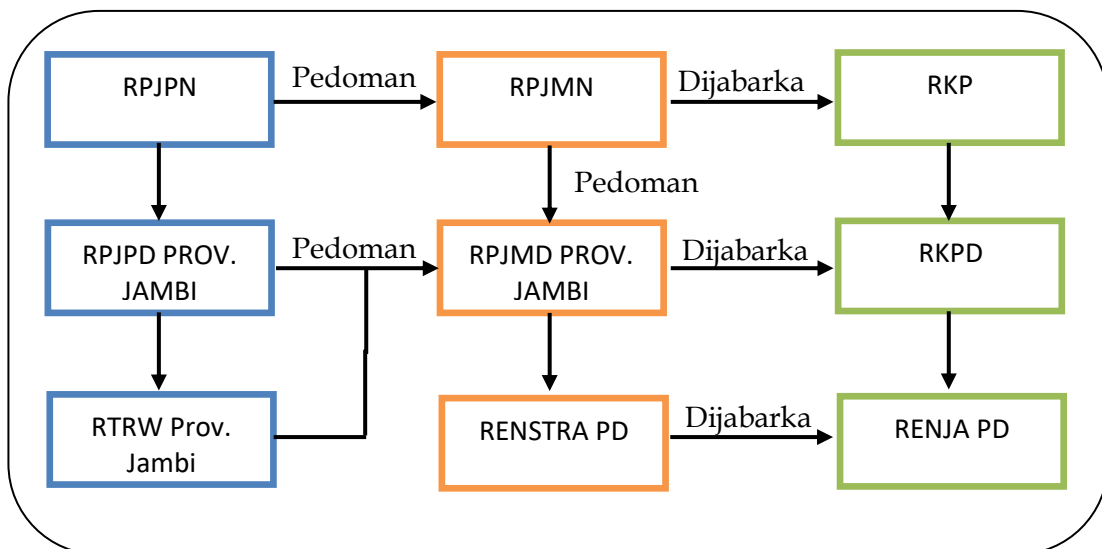 RPJPN
Pedoman
RPJMN
Dijabarka
RKP
Pedoman
RPJPD PROV.
JAMBI
Pedoman
RPJMD PROV.
JAMBI
Dijabarka
RKPD
RTRW Prov.
Jambi
RENSTRA PD
Dijabarka
RENJA PD